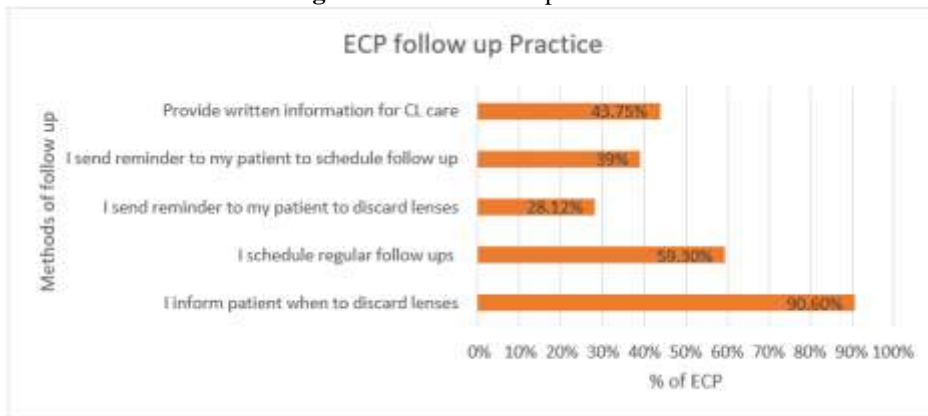 ECP follow up Practice
Methods of follow up
Provide written information for CL care
43.75%
I send reminder to my patient to schedule follow up
39%
I send reminder to my patient to discard lenses
28.12%
I schedule regular follow ups
59.30%
I inform patient when to discard lenses
90.60%
0% 10% 20% 30% 40% 50% 60% 70% 80% 90% 100%
% of ECP